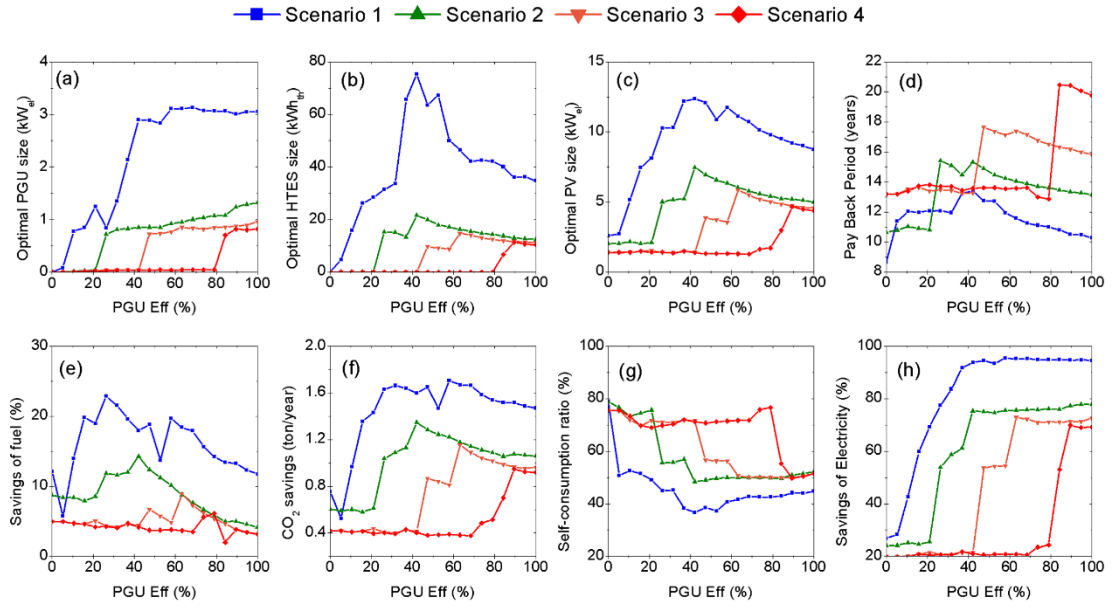 Scenario 1 Scenario 2 Scenario 3 Scenario 4
(a)
Optimal PGU size (kWel)
4
3
2
1
0
0 20 40 60 80 100
PGU Eff (%)
(b)
Optimal HTES size (kWhth)
80
60
40
20
0
0 20 40 60 80 100
PGU Eff (%)
(c)
Optimal PV size (kWel)
15
10
5
0
0 20 40 60 80 100
PGU Eff (%)
(d)
Pay Back Period (years)
22
20
18
16
14
12
10
8
0 20 40 60 80 100
PGU Eff (%)
(e)
Savings of fuel (%)
30
20
10
0
0 20 40 60 80 100
PGU Eff (%)
(f)
CO2 savings (ton/year)
2.0
1.6
1.2
0.8
0.4
0 20 40 60 80 100
PGU Eff (%)
(g)
Self-consumption ratio (%)
100
80
60
40
20
0 20 40 60 80 100
PGU Eff (%)
(h)
Savings of Electricity (%)
100
80
60
40
20
0 20 40 60 80 100
PGU Eff (%)